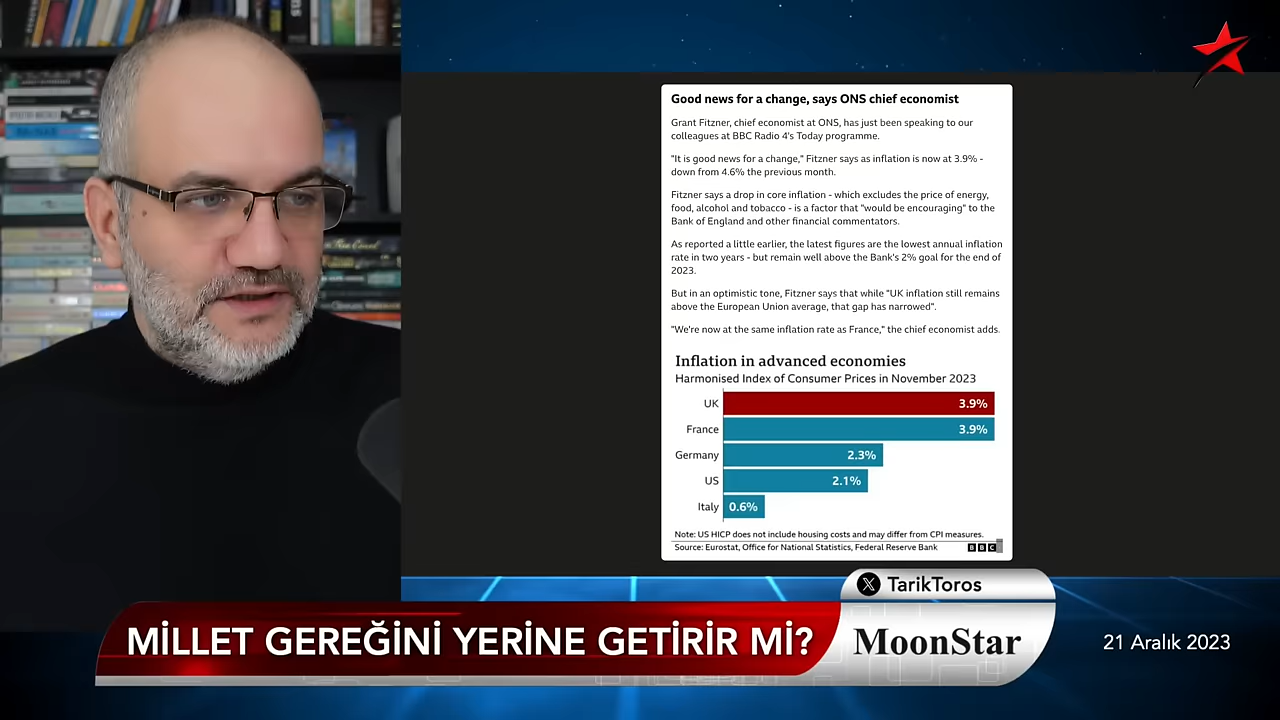 Good news for a change, says ONS chief economist
Grant Fitzner, chief economist at ONS, has just been speaking to our
colleagues at BBC Radio 4's Today programme.
"It is good news for a change," Fitzner says as inflation is now at 3.9% -
down from 4.6% the previous month.
Fitzner says a drop in core inflation - which excludes the price of energy,
food, alcohol and tobacco - is a factor that "would be encouraging" to the
Bank of England and other financial commentators.
As reported a little earlier, the latest figures are the lowest annual inflation
rate in two years - but remain well above the Bank's 2% goal for the end of
2023.
But in an optimistic tone, Fitzner says that while "UK inflation still remains
above the European Union average, that gap has narrowed".
"We're now at the same inflation rate as France," the chief economist adds.
Inflation in advanced economies
Harmonised Index of Consumer Prices in November 2023
UK 3.9%
France 3.9%
Germany 2.3%
US 2.1%
Italy 0.6%
Note: US HICP does not include housing costs and may differ from CPI measures.
Source: Eurostat, Office for National Statistics, Federal Reserve Bank BBC
X TarikToros
MİLLET GEREĞİNİ YERİNE GETİRİR Mİ?
MoonStar
21 Aralık 2023